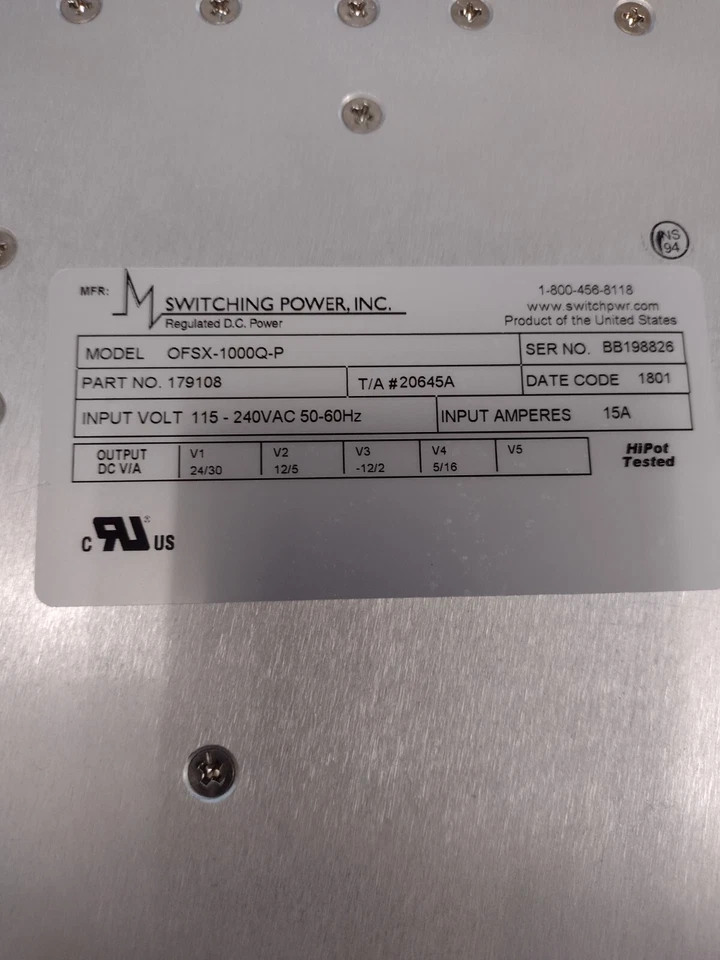 NS
94
MFR: SWITCHING POWER, INC.
Regulated D.C. Power
1-800-456-8118
www.switchpwr.com
Product of the United States
MODEL OFSX-1000Q-P SER NO. BB198826
PART NO. 179108 T/A #20645A DATE CODE 1801
INPUT VOLT 115 - 240VAC 50-60Hz INPUT AMPERES 15A
OUTPUT DC V/A
V1 24/30
V2 12/5
V3 -12/2
V4 5/16
V5
HiPot
Tested
c RU ® US